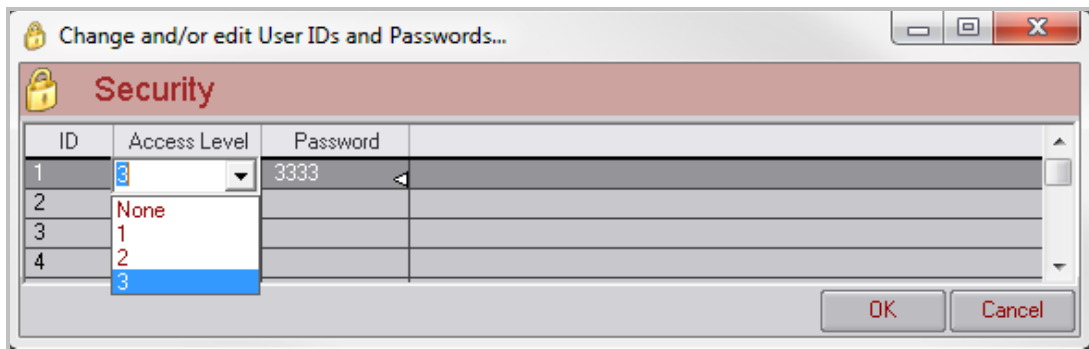 Change and/or edit User IDs and Passwords...
Security
ID Access Level Password
1 3 3333
2 None
3 1
4 2
3
OK Cancel